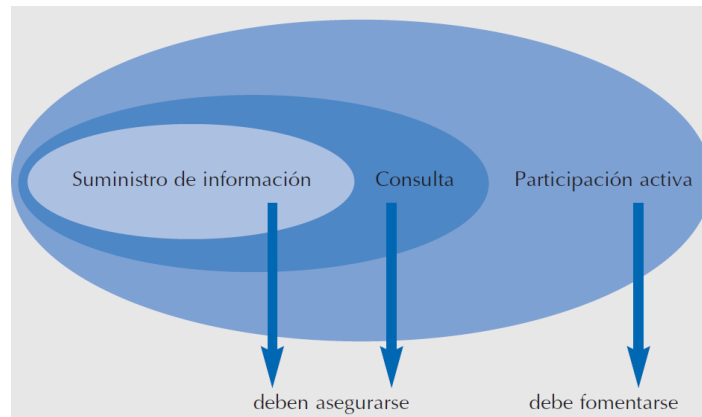 Suministro de información
Consulta
Participación activa
deben asegurarse
debe fomentarse